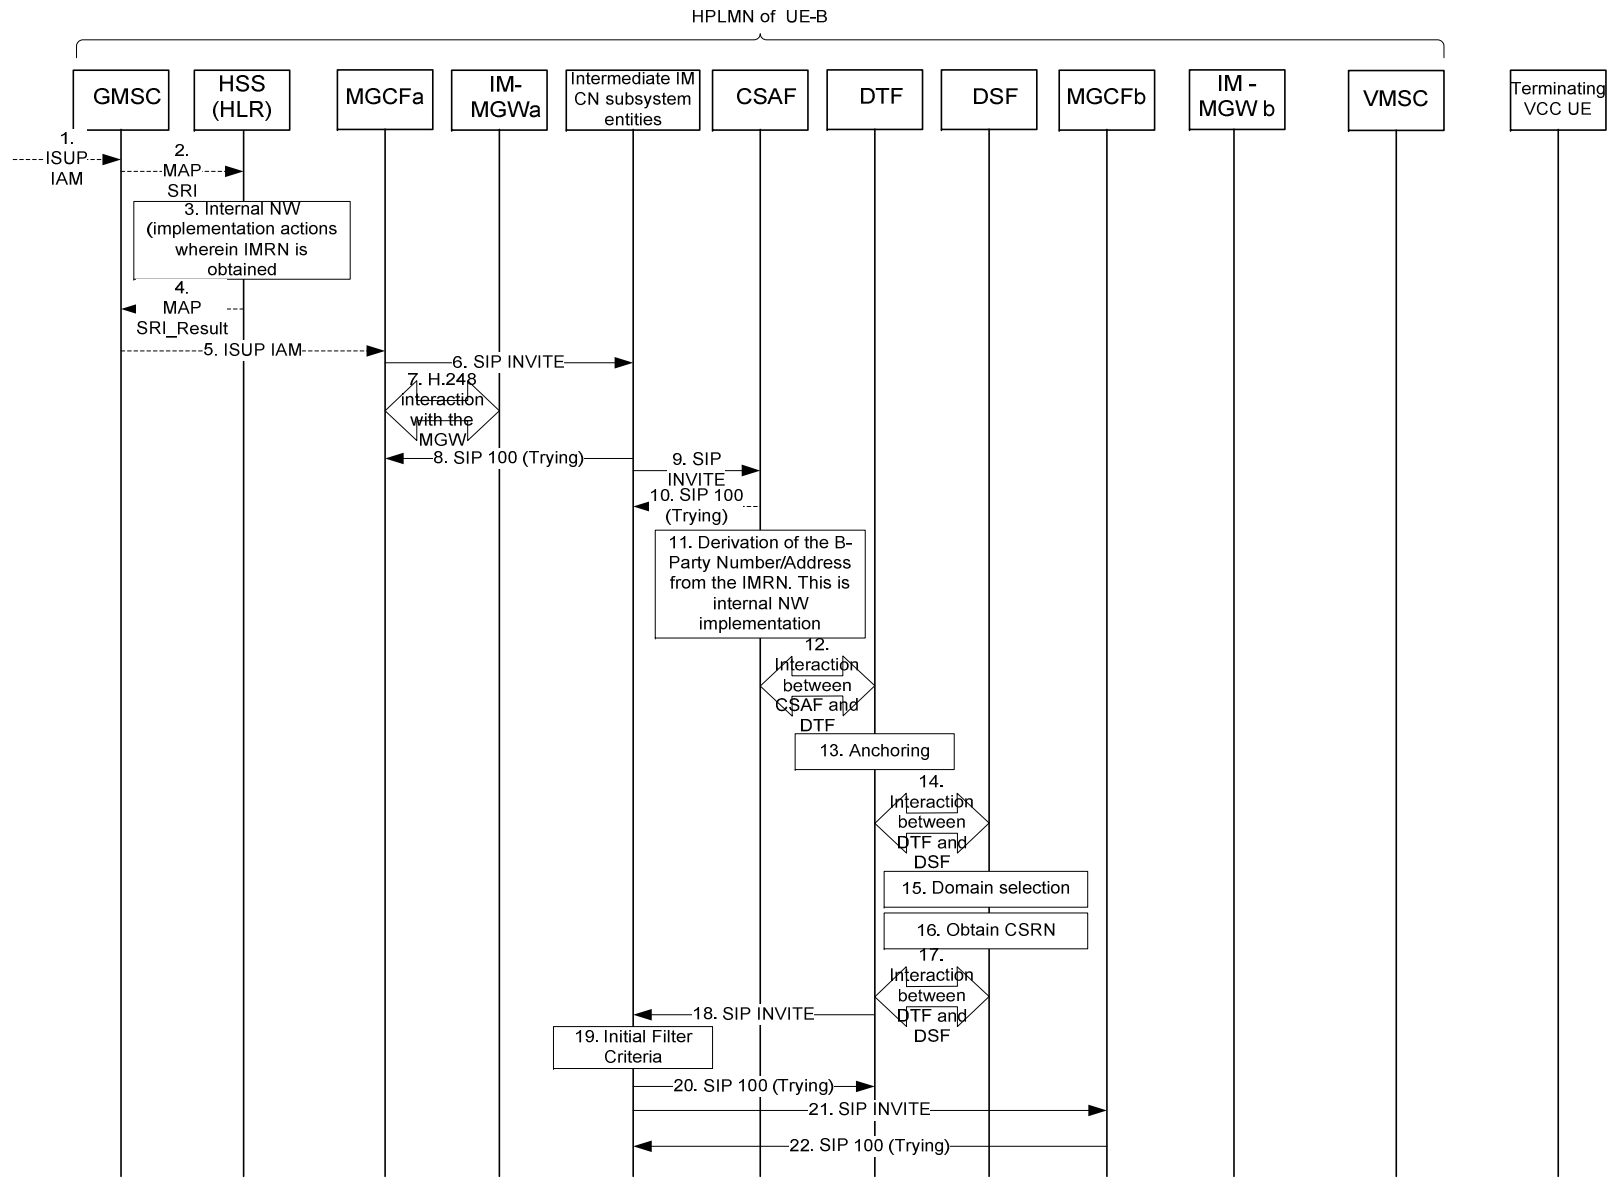 HPLMN of UE-B
GMSC
HSS
(HLR)
MGCFa
IM-
MGWa
Intermediate IM
CN subsystem
entities
CSAF
DTF
DSF
MGCFb
IM -
MGW b
VMSC
Terminating
VCC UE
1.
ISUP
IAM
2.
MAP
SRI
3. Internal NW
(implementation actions
wherein IMRN is
obtained
4.
MAP
SRI_Result
5. ISUP IAM
6. SIP INVITE
7. H.248
interaction
with the
MGW
8. SIP 100 (Trying)
9. SIP
INVITE
10. SIP 100
(Trying)
11. Derivation of the B-
Party Number/Address
from the IMRN. This is
internal NW
implementation
12.
Interaction
between
CSAF and
DTF
13. Anchoring
14.
Interaction
between
DTF and
DSF
15. Domain selection
16. Obtain CSRN
17.
Interaction
between
DTF and
DSF
18. SIP INVITE
19. Initial Filter
Criteria
20. SIP 100 (Trying)
21. SIP INVITE
22. SIP 100 (Trying)